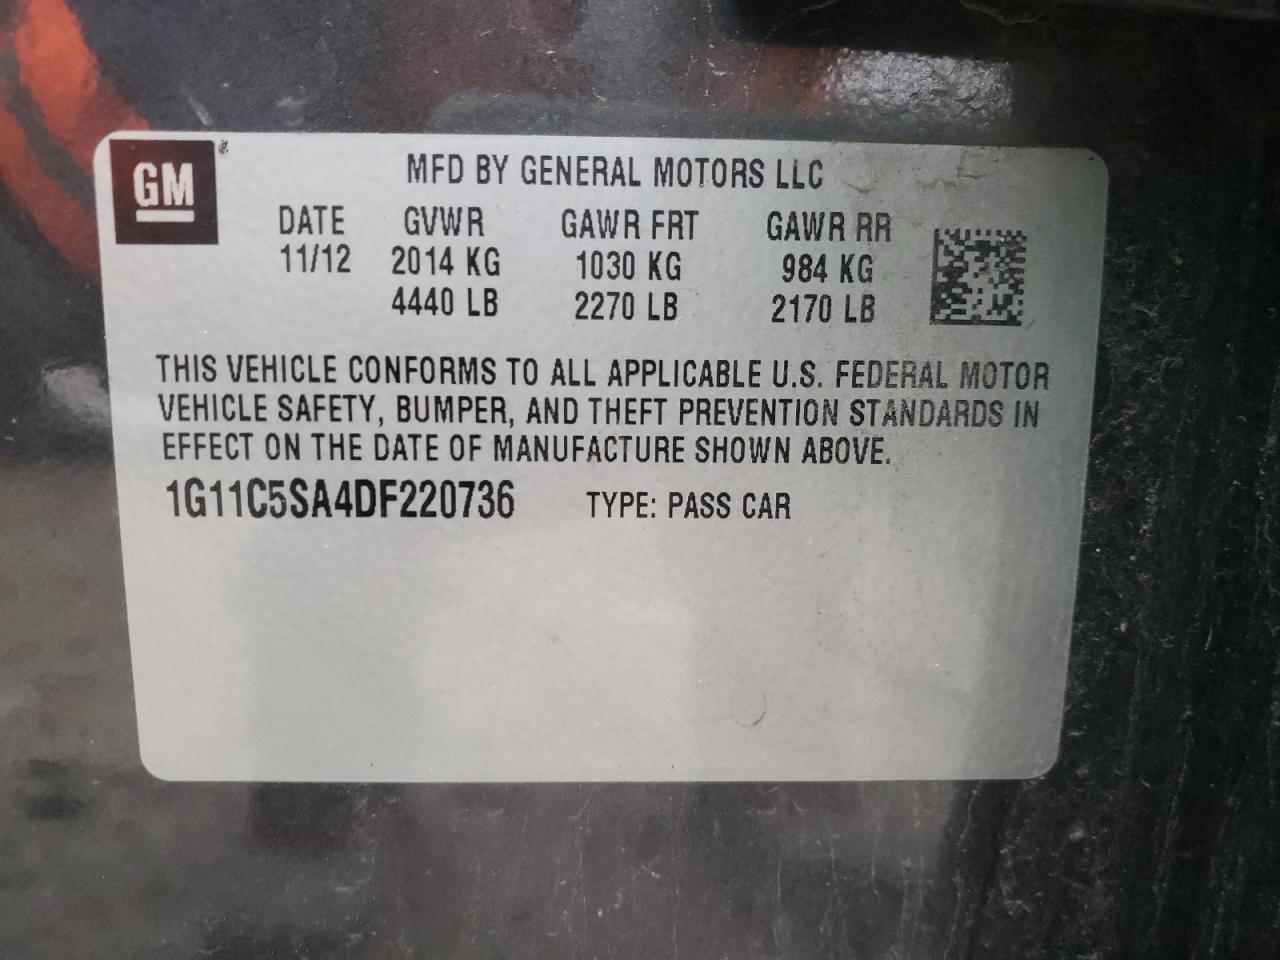 GM®
MFD BY GENERAL MOTORS LLC
DATE GVWR GAWR FRT GAWR RR
11/12 2014 KG 1030 KG 984 KG
4440 LB 2270 LB 2170 LB
THIS VEHICLE CONFORMS TO ALL APPLICABLE U.S. FEDERAL MOTOR
VEHICLE SAFETY, BUMPER, AND THEFT PREVENTION STANDARDS IN
EFFECT ON THE DATE OF MANUFACTURE SHOWN ABOVE.
1G11C5SA4DF220736 TYPE: PASS CAR